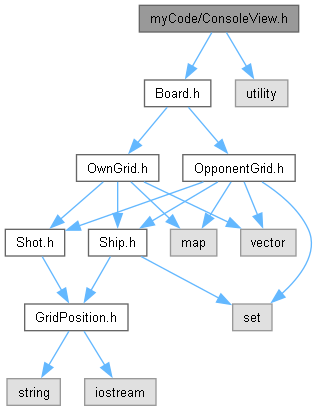 myCode/ConsoleView.h
Board.h
utility
OwnGrid.h
OpponentGrid.h
Shot.h
Ship.h
map
vector
GridPosition.h
set
string
iostream